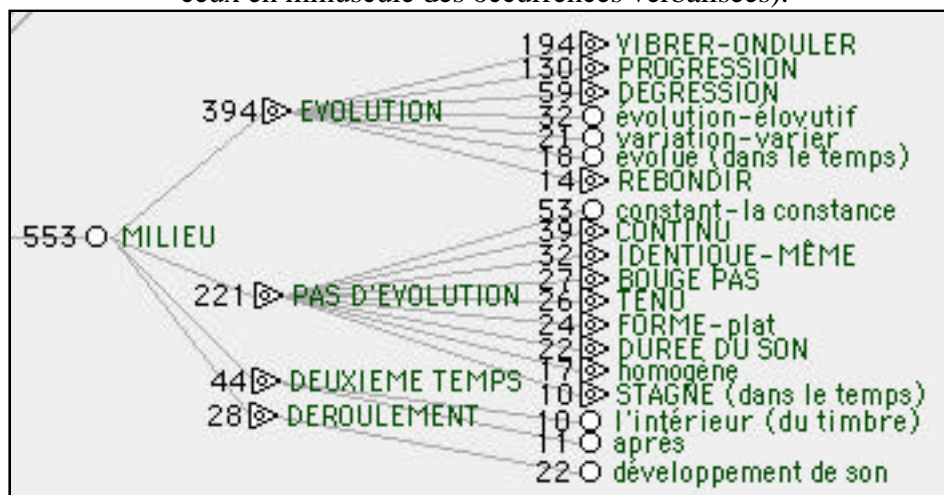 ceux en minuscule des occurrences verbalisées).
194 VIBRER-ONDULER
130 PROGRESSION
59 DEGRESSION
394 EVOLUTION
32 évolution-élovutif
21 variation-varier
18 évolue (dans le temps)
14 REBONDIR
53 constant-la constance
553 MILIEU
39 CONTINU
32 IDENTIQUE-MÊME
27 BOUGE PAS
221 PAS D'EVOLUTION
26 TENU
24 FORME-plat
22 DUREE DU SON
17 homogène
44 DEUXIEME TEMPS
10 STAGNE (dans le temps)
28 DEROULEMENT
10 l'intérieur (du timbre)
11 après
22 développement de son